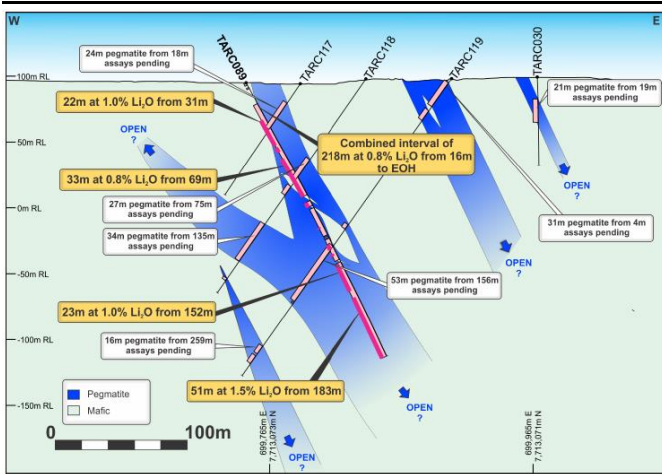 W
E
TARC089
TARC117
TARC118
TARC119
TARC030
24m pegmatite from 18m
assays pending
100m RL
22m at 1.0% Li₂O from 31m
21m pegmatite from 19m
assays pending
OPEN
?
50m RL
Combined interval of
218m at 0.8% Li₂O from 16m
to EOH
33m at 0.8% Li₂O from 69m
OPEN
?
27m pegmatite from 75m
assays pending
0m RL
34m pegmatite from 135m
assays pending
31m pegmatite from 4m
assays pending
OPEN
?
-50m RL
53m pegmatite from 156m
assays pending
23m at 1.0% Li₂O from 152m
-100m RL
16m pegmatite from 259m
assays pending
51m at 1.5% Li₂O from 183m
Pegmatite
Mafic
-150m RL
OPEN
?
0
100m
699,765m E
7,713,073m N
699,965m E
7,713,071m N
OPEN
?